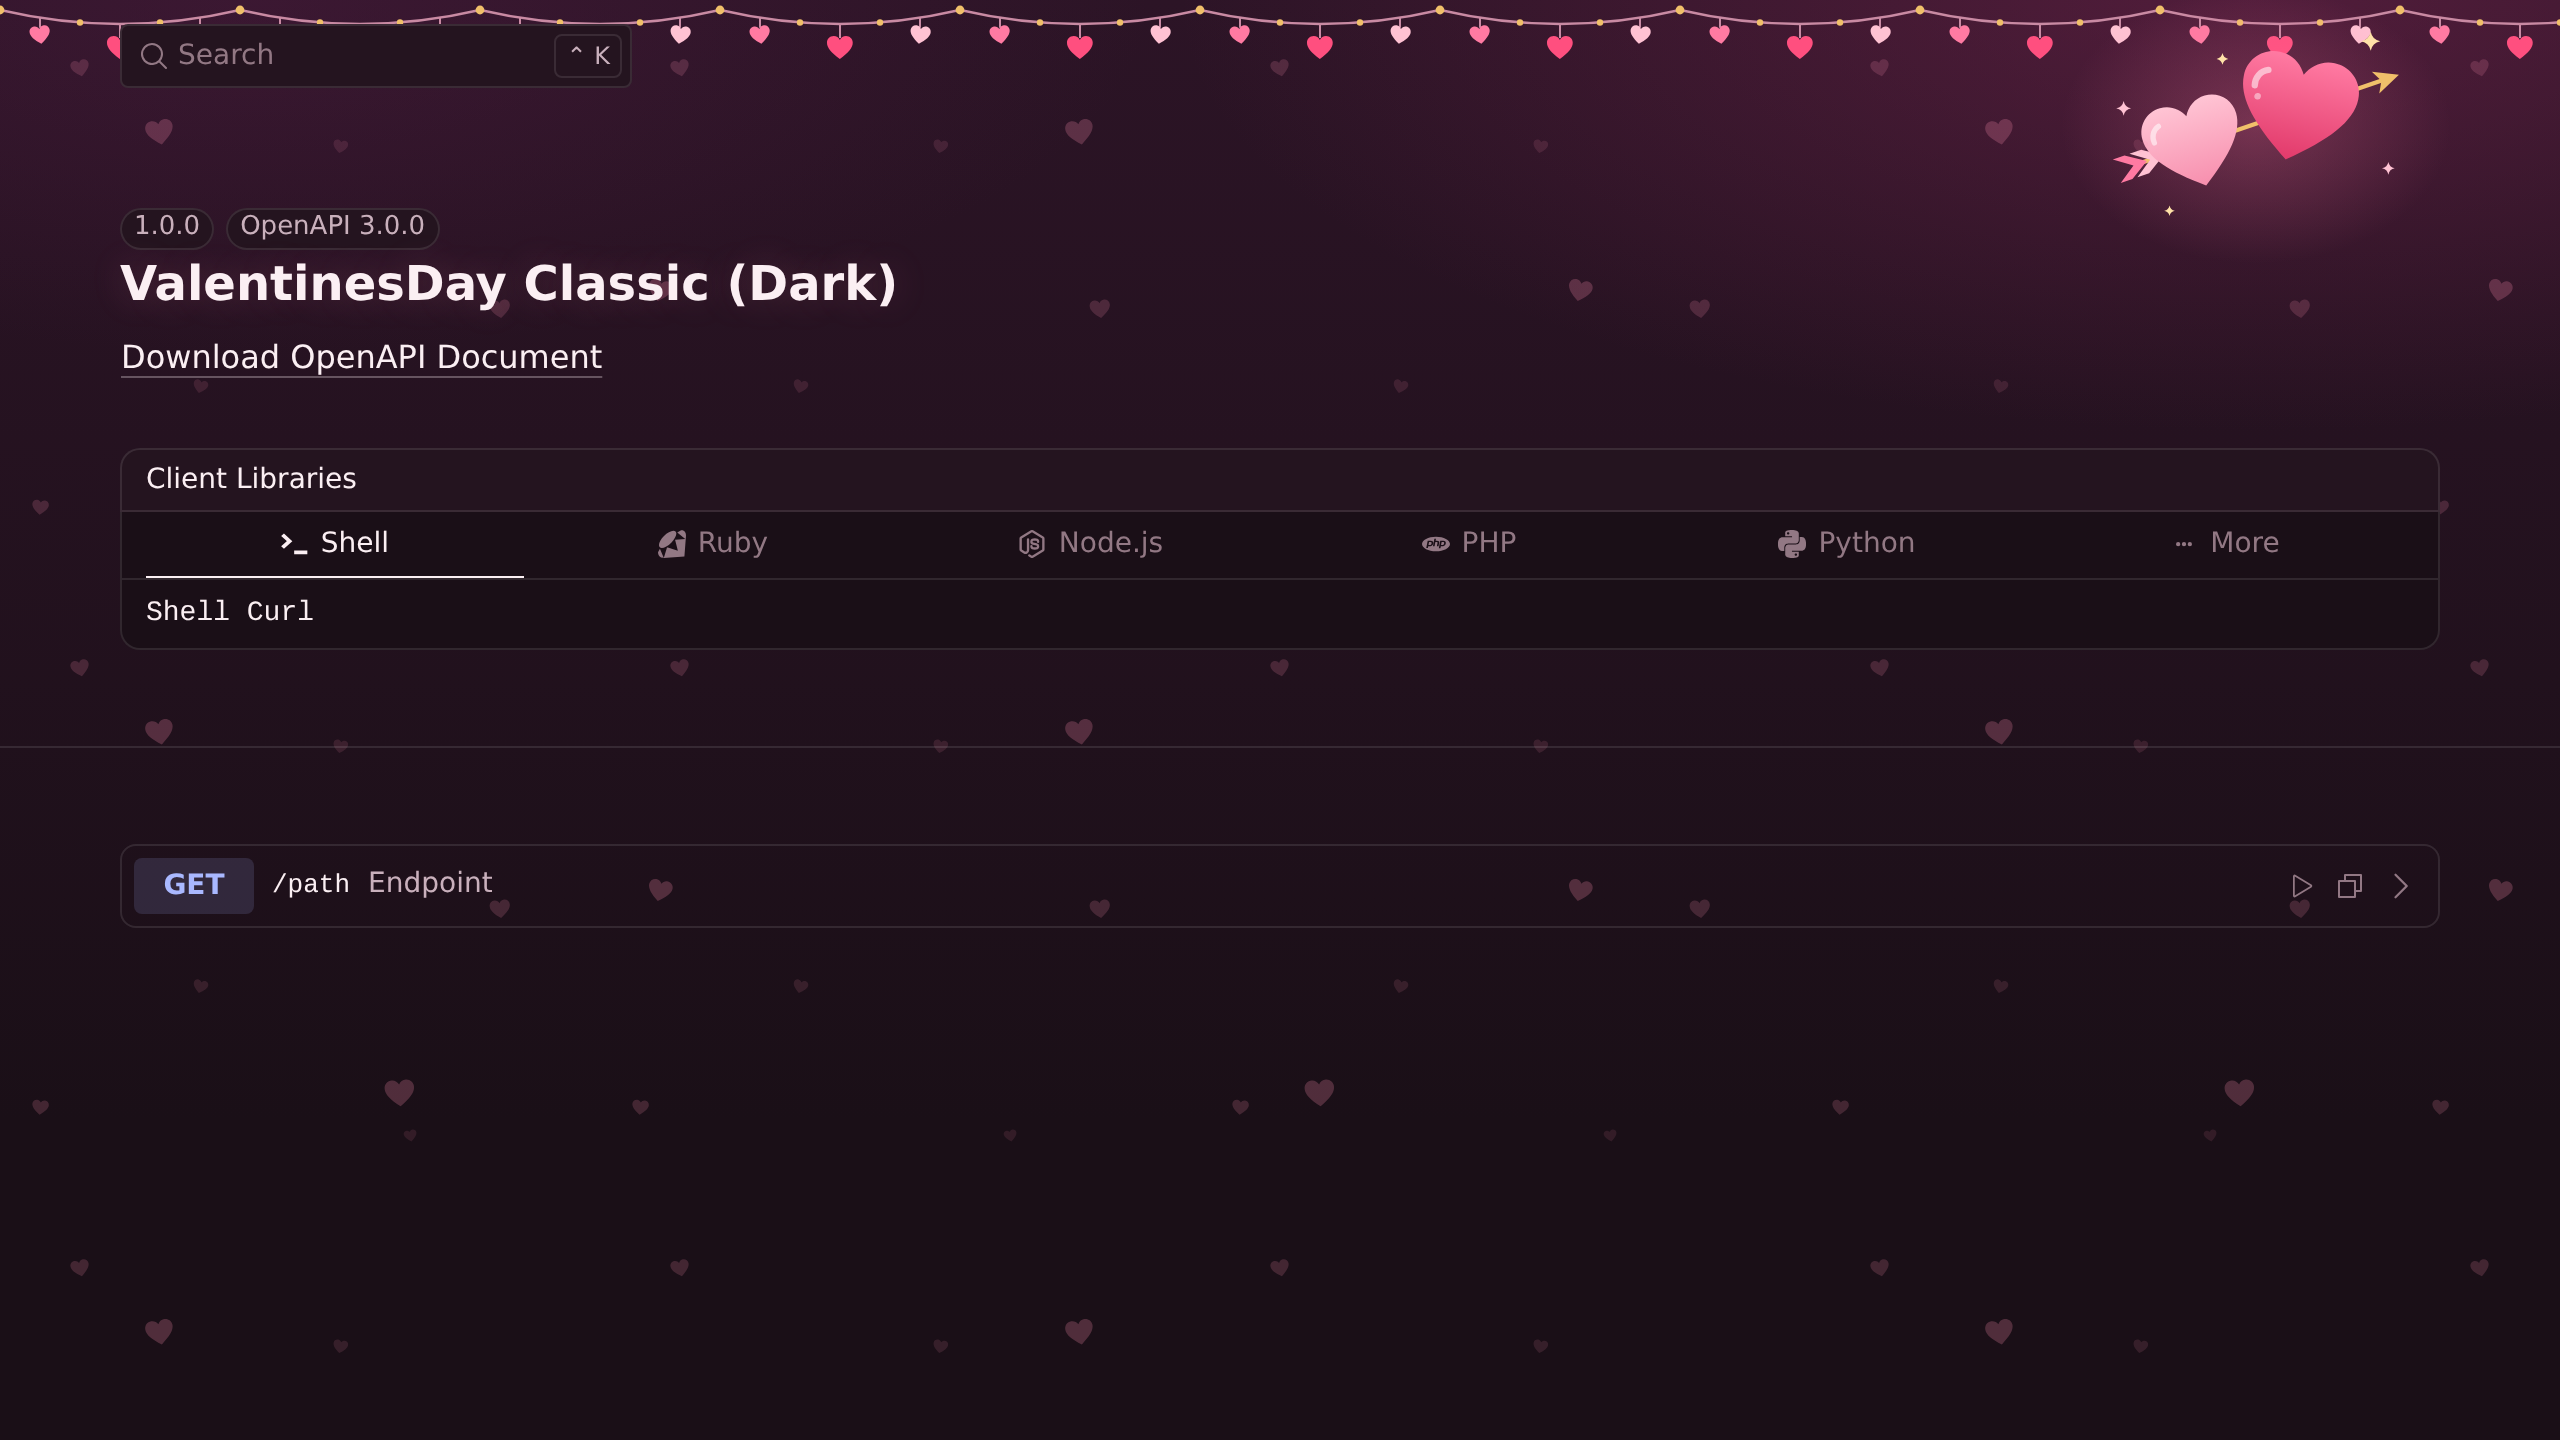 Search ⌃ K
1.0.0 OpenAPI 3.0.0
ValentinesDay Classic (Dark)
Download OpenAPI Document
Client Libraries
Shell Ruby Node.js PHP Python More
Shell Curl
GET /path Endpoint